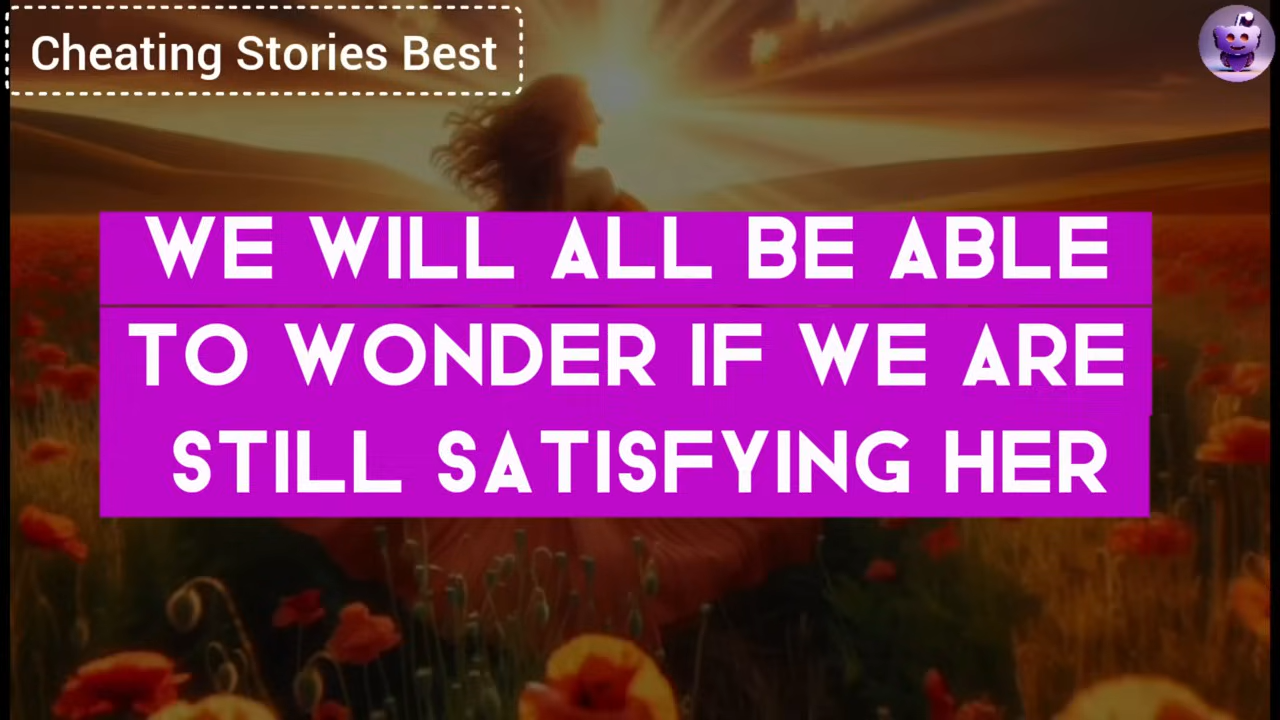 Cheating Stories Best
WE WILL ALL BE ABLE
TO WONDER IF WE ARE
STILL SATISFYING HER